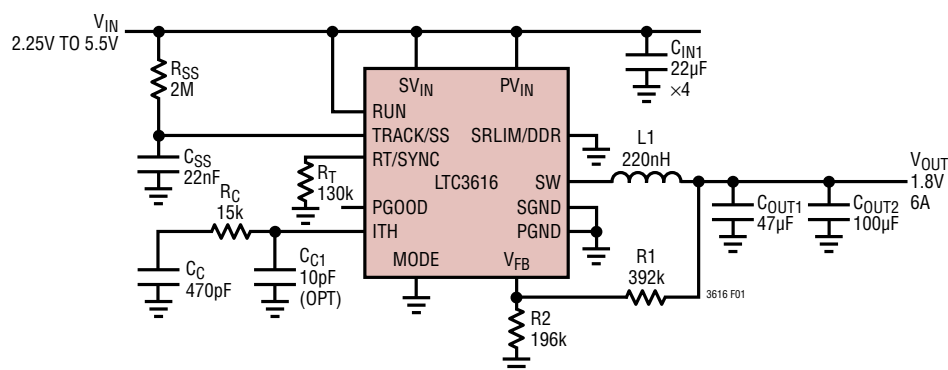 VIN
2.25V TO 5.5V
RSS
2M
CSS
22nF
RC
15k
CC
470pF
CC1
10pF
(OPT)
RT
130k
SVIN
PVIN
RUN
TRACK/SS
RT/SYNC
PGOOD
ITH
MODE
LTC3616
SRLIM/DDR
SW
SGND
PGND
VFB
CIN1
22µF
×4
L1
220nH
VOUT
1.8V
6A
COUT1
47µF
COUT2
100µF
R1
392k
3616 F01
R2
196k